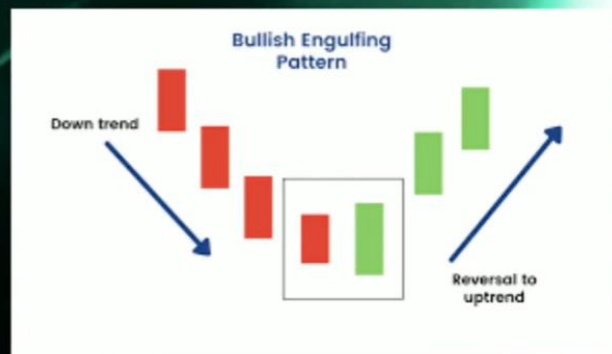 Bullish Engulfing
Pattern
Down trend
Reversal to
uptrend